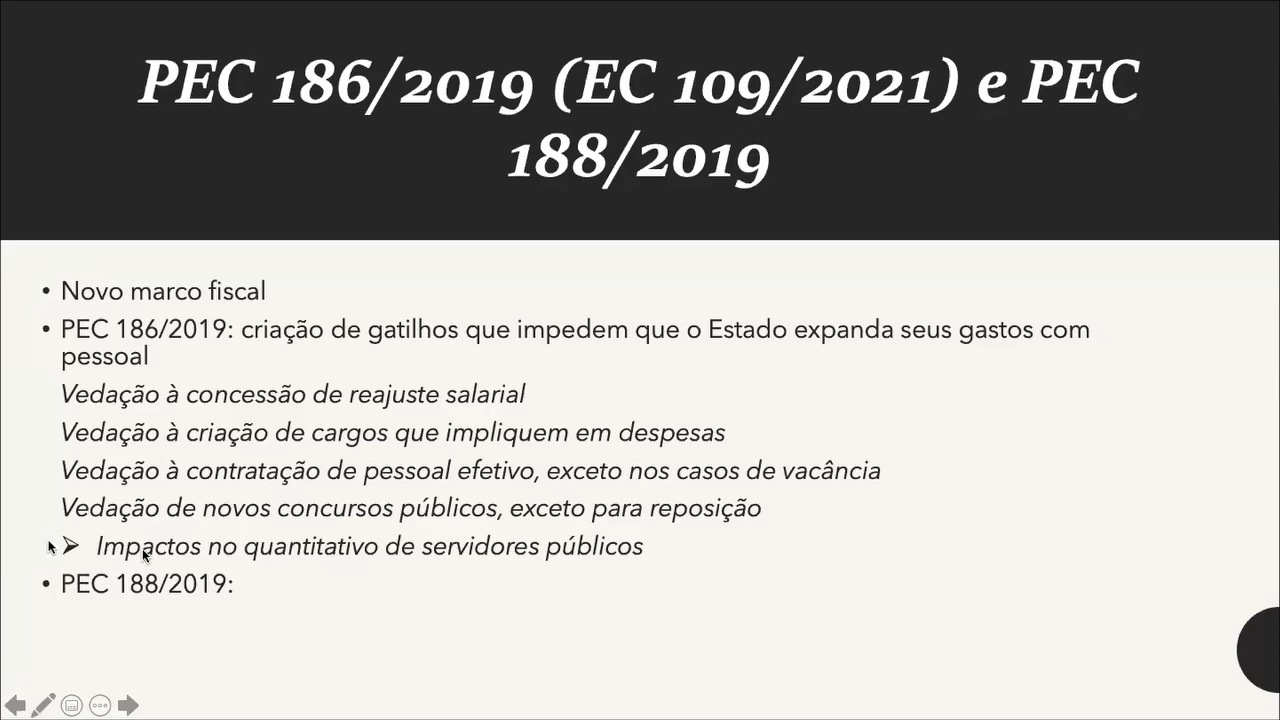 PEC 186/2019 (EC 109/2021) e PEC
188/2019
• Novo marco fiscal
• PEC 186/2019: criação de gatilhos que impedem que o Estado expanda seus gastos com
pessoal
Vedação à concessão de reajuste salarial
Vedação à criação de cargos que impliquem em despesas
Vedação à contratação de pessoal efetivo, exceto nos casos de vacância
Vedação de novos concursos públicos, exceto para reposição
➢ Impactos no quantitativo de servidores públicos
• PEC 188/2019: